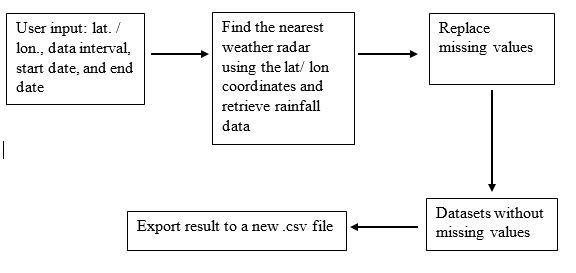 User input: lat. /
lon., data interval,
start date, and end
date
Find the nearest
weather radar
using the lat/ lon
coordinates and
retrieve rainfall
data
Replace
missing values
Datasets without
missing values
Export result to a new .csv file